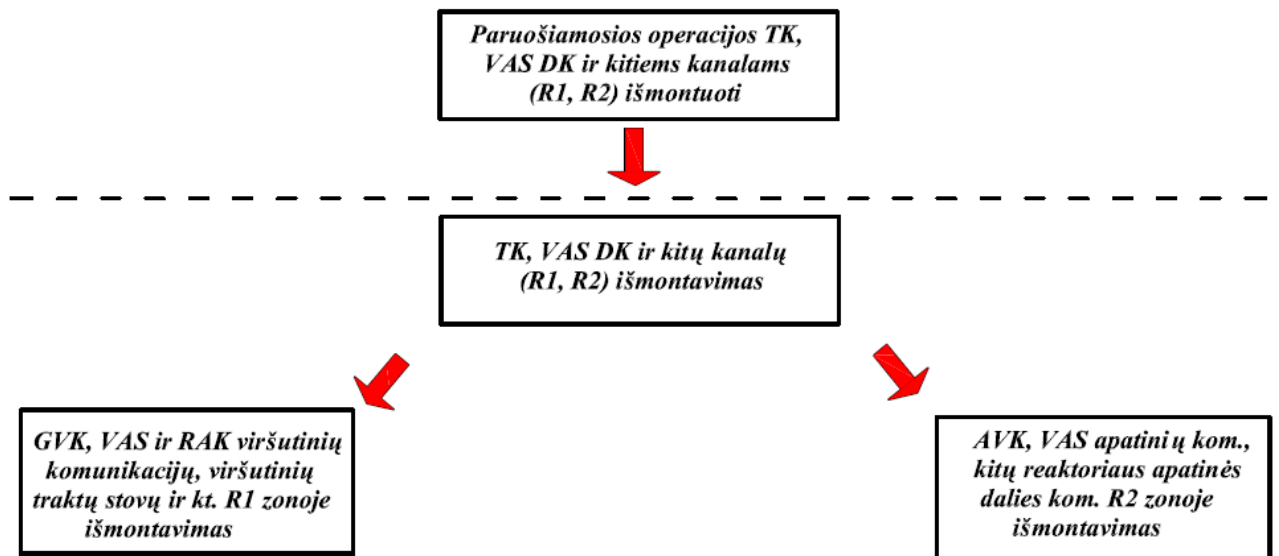 Paruošiamosios operacijos TK,
VAS DK ir kitiems kanalams
(R1, R2) išmontuoti
TK, VAS DK ir kitų kanalų
(R1, R2) išmontavimas
GVK, VAS ir RAK viršutinių
komunikacijų, viršutinių
traktų stovų ir kt. R1 zonoje
išmontavimas
AVK, VAS apatinių kom.,
kitų reaktoriaus apatinės
dalies kom. R2 zonoje
išmontavimas